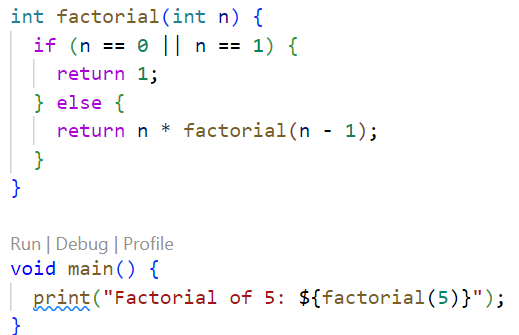 int factorial(int n) {
  if (n == 0 || n == 1) {
    return 1;
  } else {
    return n * factorial(n - 1);
  }
}
Run | Debug | Profile
void main() {
  print("Factorial of 5: ${factorial(5)}");
}